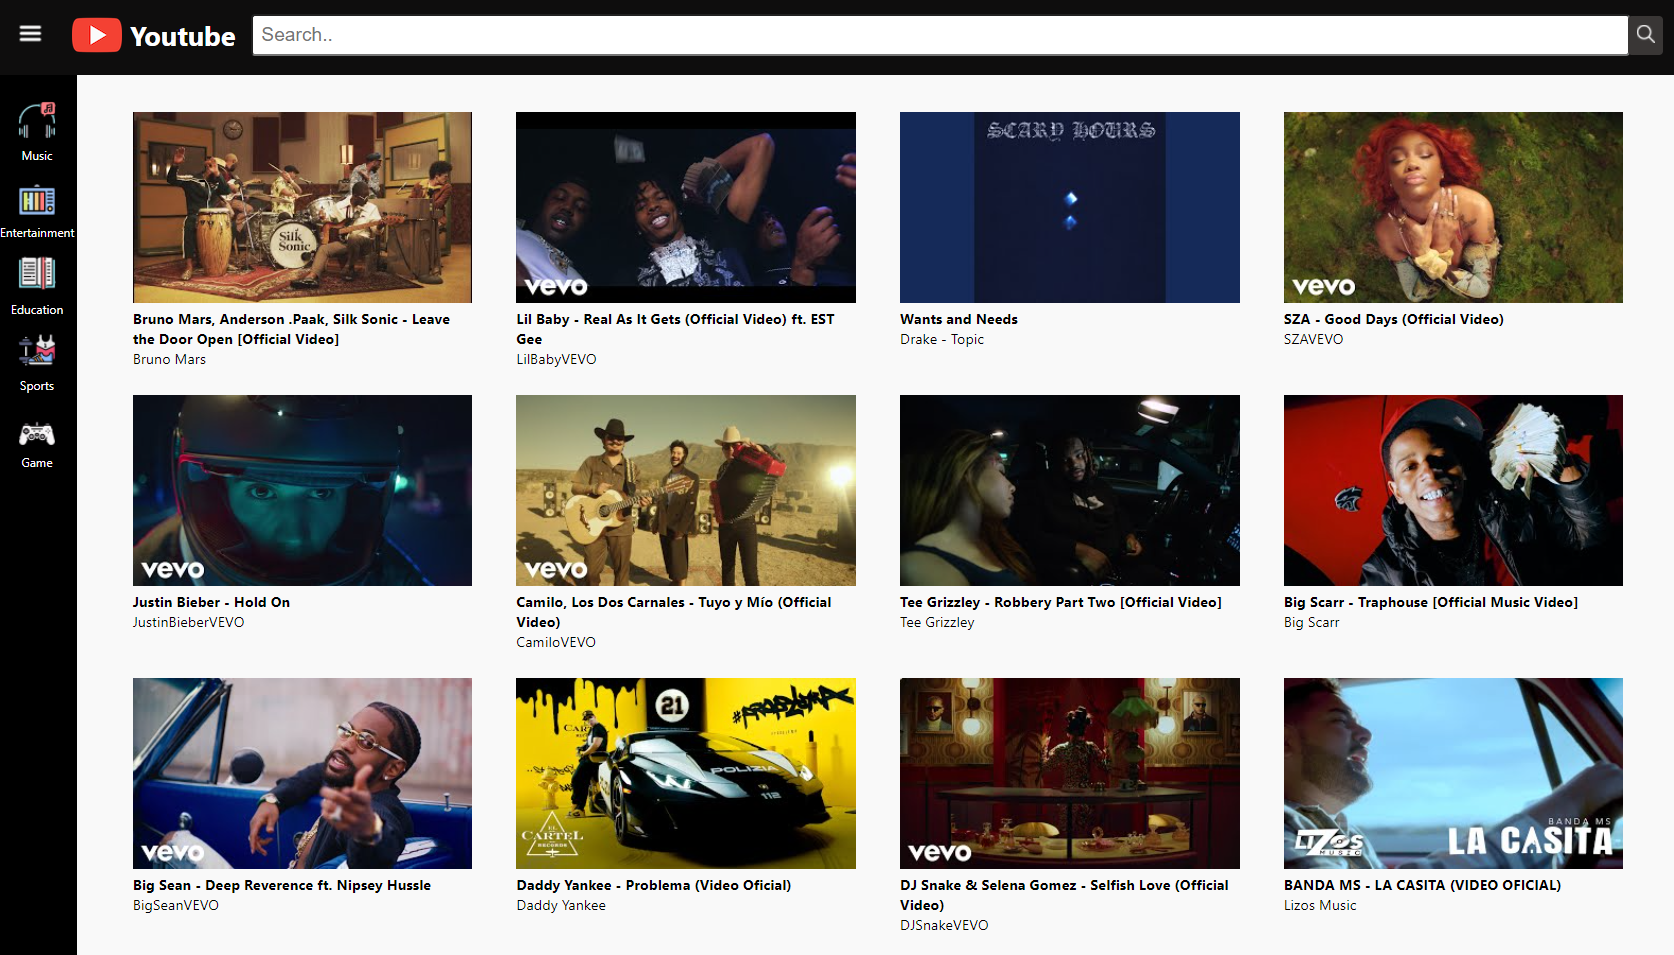 Youtube
Search..
Music
Entertainment
Education
Sports
Game
Silk
Sonic
vevo
SCARY HOURS
vevo
Bruno Mars, Anderson .Paak, Silk Sonic - Leave
the Door Open [Official Video]
Bruno Mars
Lil Baby - Real As It Gets (Official Video) ft. EST
Gee
LilBabyVEVO
Wants and Needs
Drake - Topic
SZA - Good Days (Official Video)
SZAVEVO
vevo
vevo
Justin Bieber - Hold On
JustinBieberVEVO
Camilo, Los Dos Carnales - Tuyo y Mío (Official
Video)
CamiloVEVO
Tee Grizzley - Robbery Part Two [Official Video]
Tee Grizzley
Big Scarr - Traphouse [Official Music Video]
Big Scarr
vevo
21
#PROBLEMA
POLIZIA
112
EL
CARTEL
RECORDS
vevo
LIZOS
MUSIC
BANDA MS
LA CASITA
Big Sean - Deep Reverence ft. Nipsey Hussle
BigSeanVEVO
Daddy Yankee - Problema (Video Oficial)
Daddy Yankee
DJ Snake & Selena Gomez - Selfish Love (Official
Video)
DJSnakeVEVO
BANDA MS - LA CASITA (VIDEO OFICIAL)
Lizos Music